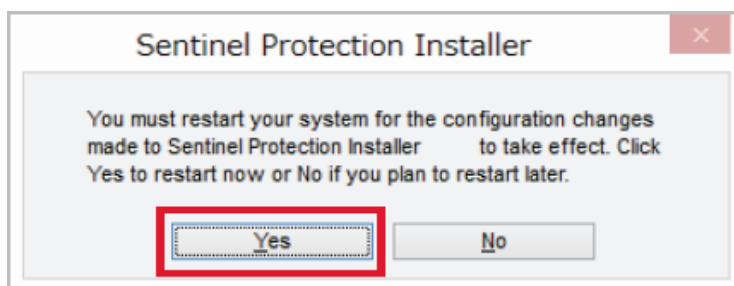 Sentinel Protection Installer
You must restart your system for the configuration changes
made to Sentinel Protection Installer to take effect. Click
Yes to restart now or No if you plan to restart later.
Yes No